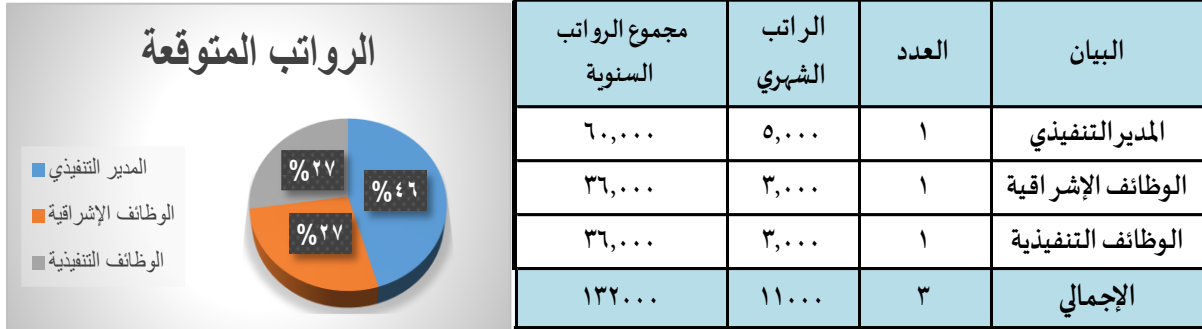 الرواتب المتوقعة
%٤٦
%٢٧
%٢٧
المدير التنفيذي
الوظائف الإشراقية
الوظائف التنفيذية
البيان العدد الراتب الشهري مجموع الرواتب السنوية
المدير التنفيذي ١ ٥,٠٠٠ ٦٠,٠٠٠
الوظائف الإشراقية ١ ٣,٠٠٠ ٣٦,٠٠٠
الوظائف التنفيذية ١ ٣,٠٠٠ ٣٦,٠٠٠
الإجمالي ٣ ١١٠٠٠ ١٣٢٠٠٠